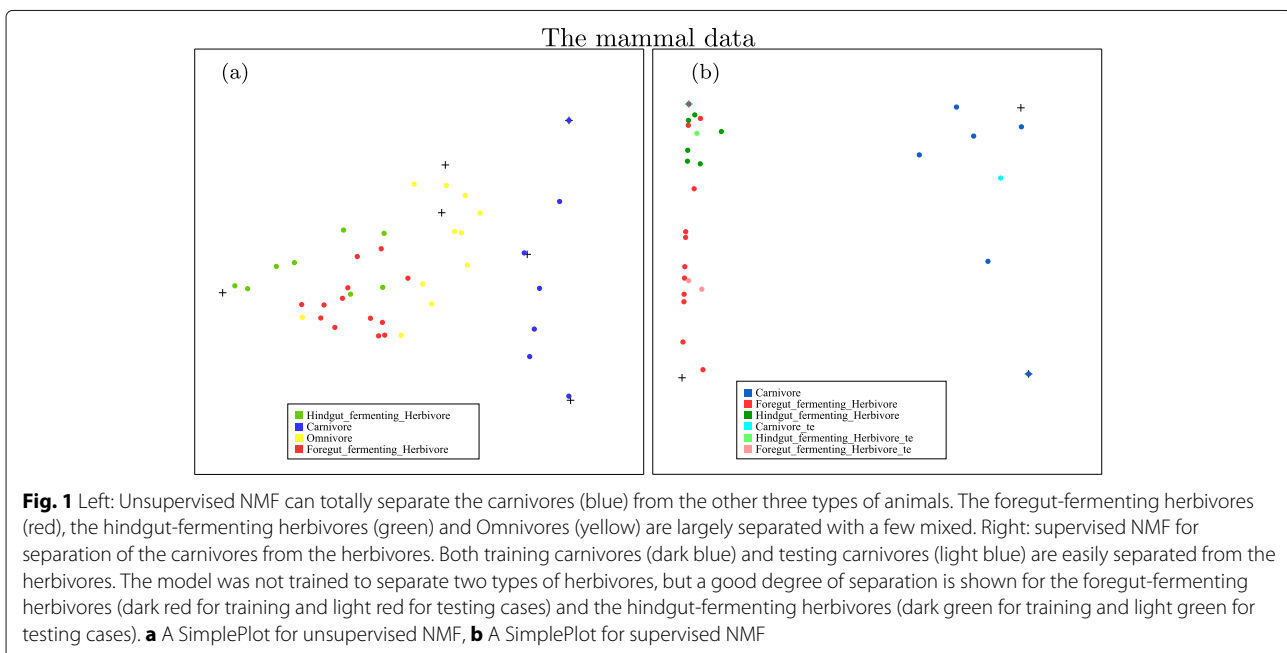 The mammal data
(a)
(b)
Hindgut_fermenting_Herbivore
Carnivore
Omnivore
Foregut_fermenting_Herbivore
Carnivore
Foregut_fermenting_Herbivore
Hindgut_fermenting_Herbivore
Carnivore_te
Hindgut_fermenting_Herbivore_te
Foregut_fermenting_Herbivore_te
Fig. 1 Left: Unsupervised NMF can totally separate the carnivores (blue) from the other three types of animals. The foregut-fermenting herbivores
(red), the hindgut-fermenting herbivores (green) and Omnivores (yellow) are largely separated with a few mixed. Right: supervised NMF for
separation of the carnivores from the herbivores. Both training carnivores (dark blue) and testing carnivores (light blue) are easily separated from the
herbivores. The model was not trained to separate two types of herbivores, but a good degree of separation is shown for the foregut-fermenting
herbivores (dark red for training and light red for testing cases) and the hindgut-fermenting herbivores (dark green for training and light green for
testing cases). a A SimplePlot for unsupervised NMF, b A SimplePlot for supervised NMF